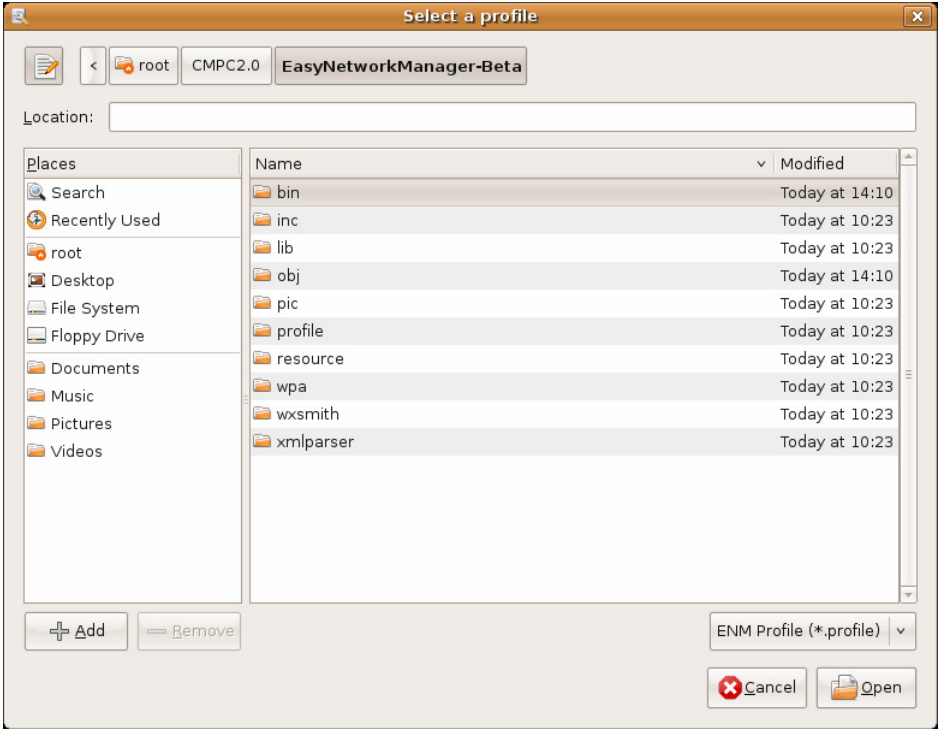 Select a profile
< root CMPC2.0 EasyNetworkManager-Beta
Location:
Places
Search
Recently Used
root
Desktop
File System
Floppy Drive
Documents
Music
Pictures
Videos
Name Modified
bin Today at 14:10
inc Today at 10:23
lib Today at 10:23
obj Today at 14:10
pic Today at 10:23
profile Today at 10:23
resource Today at 10:23
wpa Today at 10:23
wxsmith Today at 10:23
xmlparser Today at 10:23
Add Remove ENM Profile (*.profile)
Cancel Open